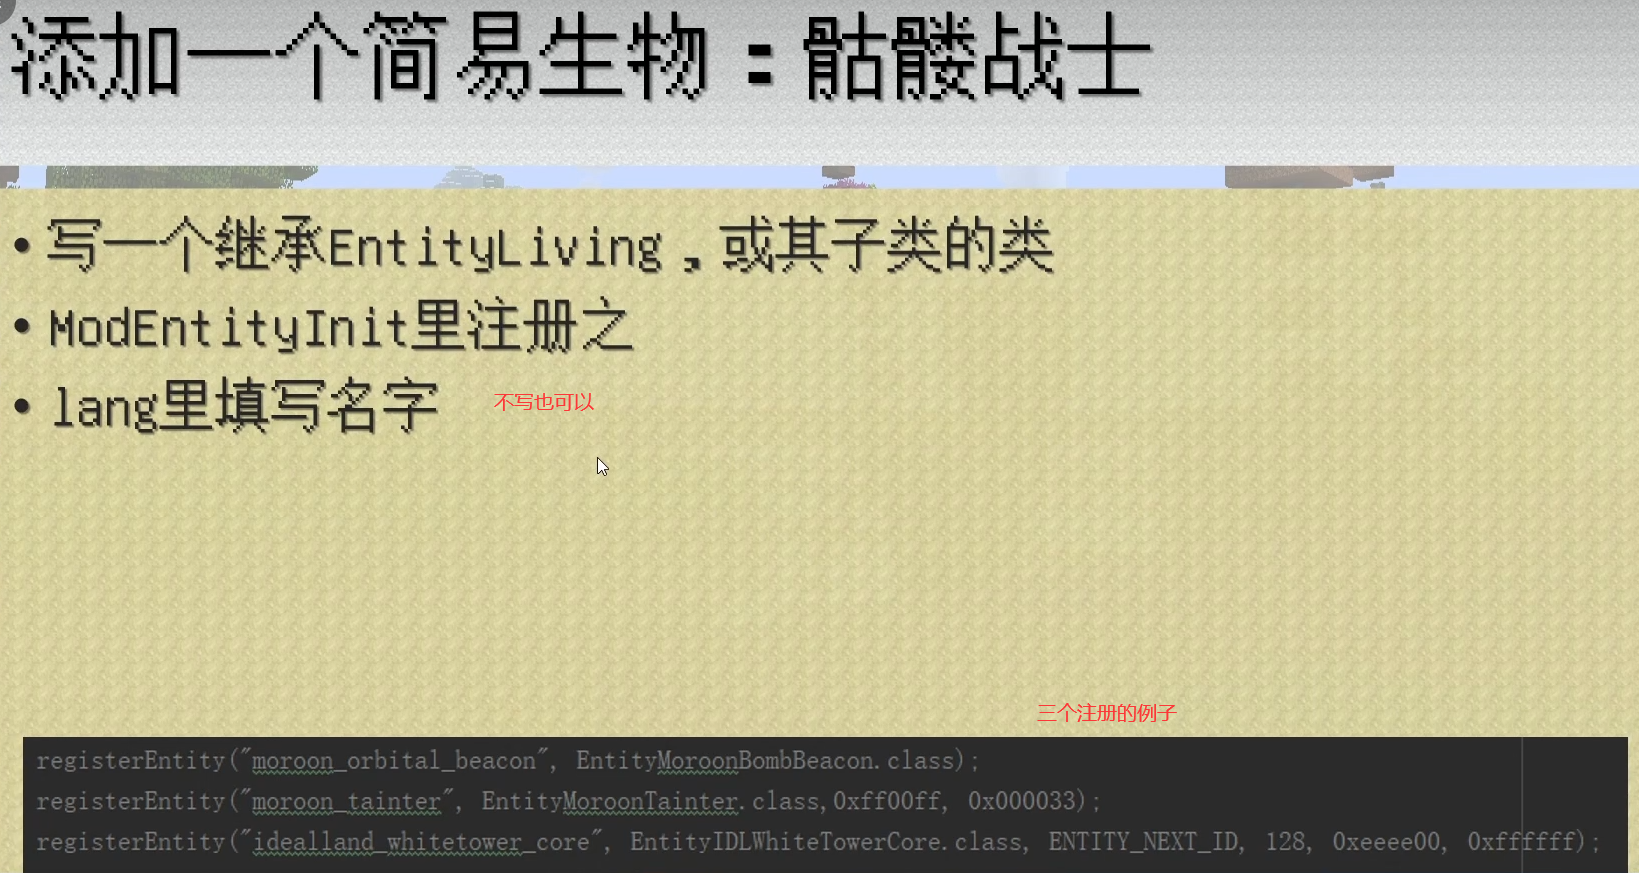 添加一个简易生物：骷髅战士
• 写一个继承EntityLiving，或其子类的类
• ModEntityInit里注册之
• lang里填写名字 不写也可以
三个注册的例子
registerEntity("moroon_orbital_beacon", EntityMoroonBombBeacon.class);
registerEntity("moroon_tainter", EntityMoroonTainter.class,0xff00ff, 0x000033);
registerEntity("idealland_whitetower_core", EntityIDLWhiteTowerCore.class, ENTITY_NEXT_ID, 128, 0xeeee00, 0xffffff);